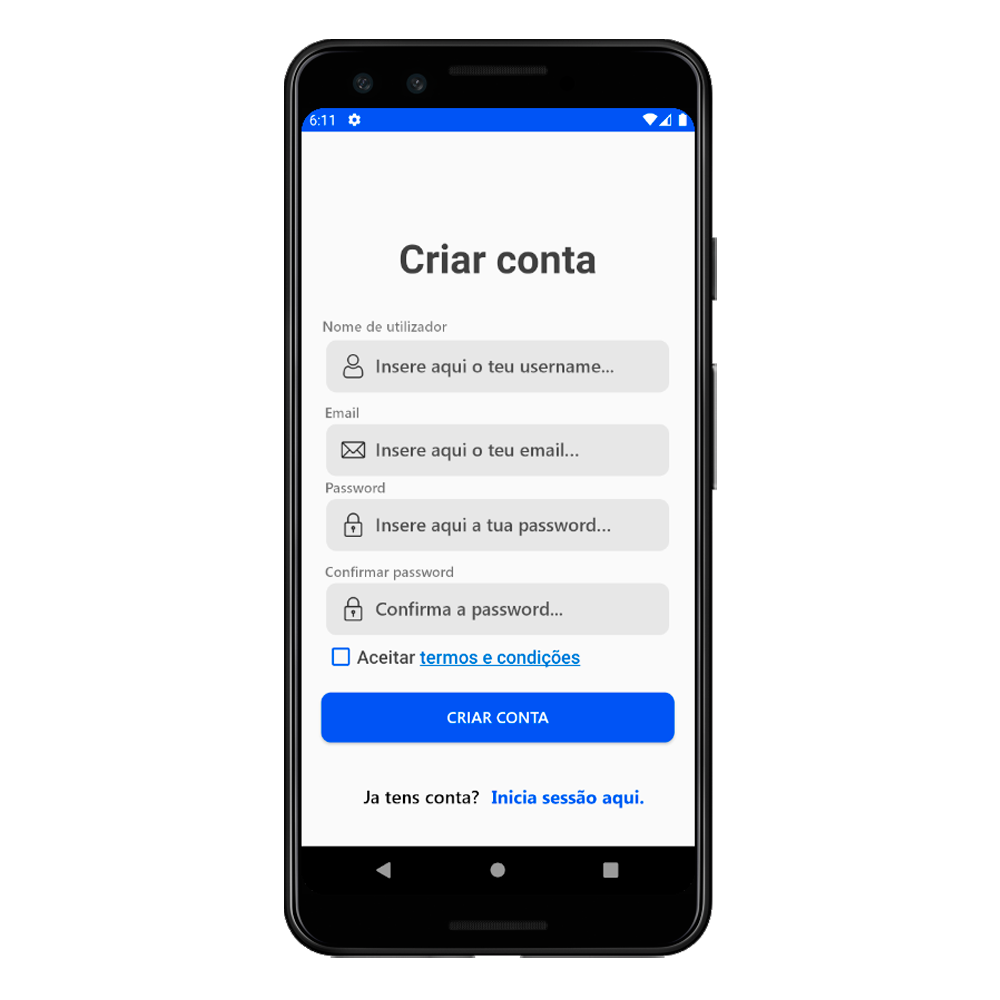 6:11
Criar conta
Nome de utilizador
Insere aqui o teu username...
Email
Insere aqui o teu email...
Password
Insere aqui a tua password...
Confirmar password
Confirma a password...
Aceitar termos e condições
CRIAR CONTA
Ja tens conta? Inicia sessão aqui.